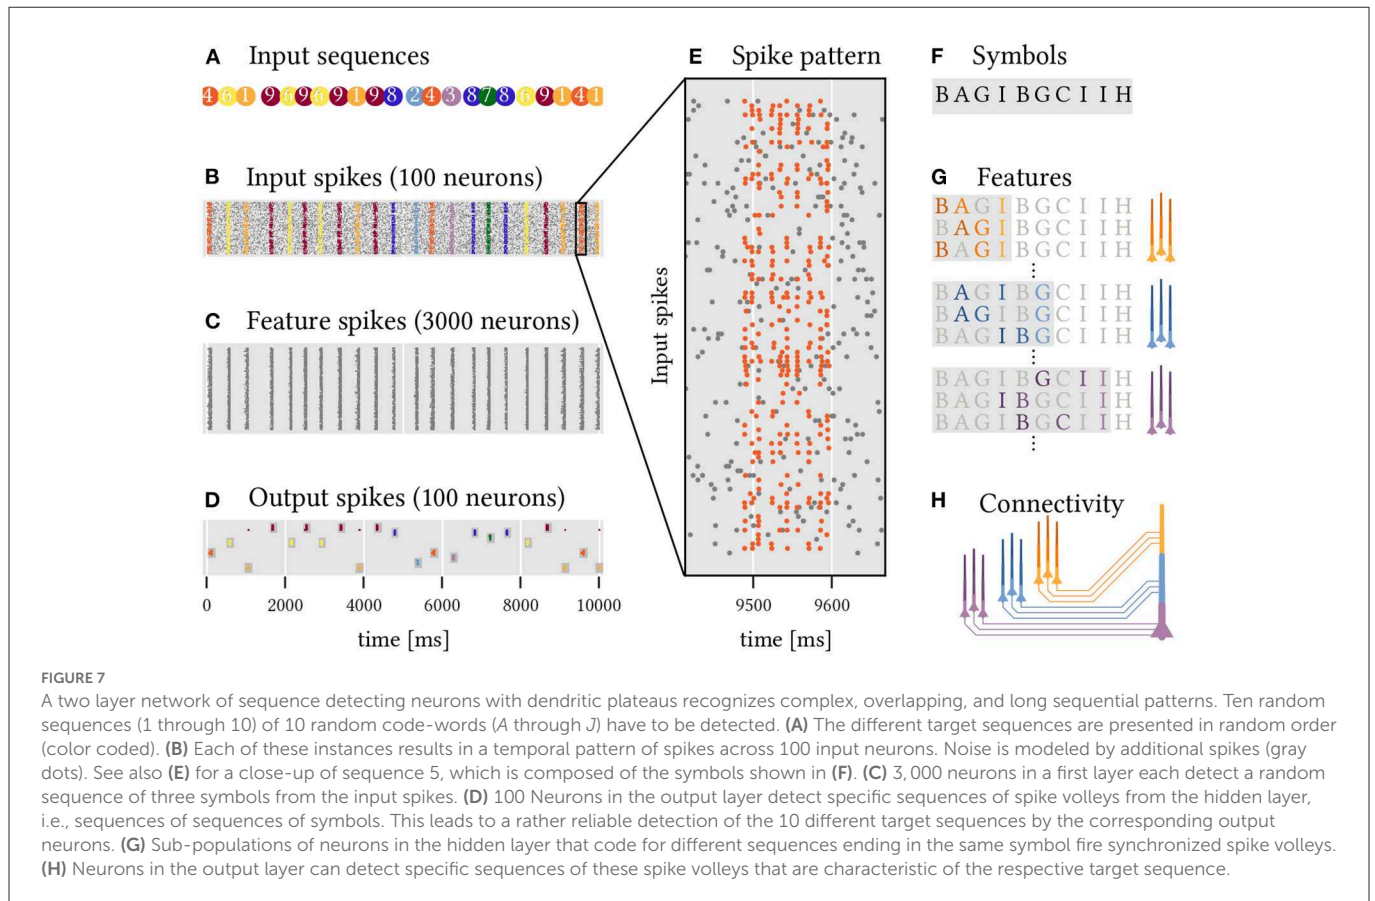 A Input sequences
4 6 1 9 6 9 6 9 1 9 8 2 4 3 8 7 8 6 9 1 4 1
B Input spikes (100 neurons)
C Feature spikes (3000 neurons)
D Output spikes (100 neurons)
0 2000 4000 6000 8000 10000
time [ms]
E Spike pattern
Input spikes
9500 9600
time [ms]
F Symbols
B A G I B G C I I H
G Features
B A G I B G C I I H
B A G I B G C I I H
B A G I B G C I I H
B A G I B G C I I H
B A G I B G C I I H
B A G I B G C I I H
B A G I B G C I I H
B A G I B G C I I H
B A G I B G C I I H
H Connectivity
FIGURE 7
A two layer network of sequence detecting neurons with dendritic plateaus recognizes complex, overlapping, and long sequential patterns. Ten random
sequences (1 through 10) of 10 random code-words (A through J) have to be detected. (A) The different target sequences are presented in random order
(color coded). (B) Each of these instances results in a temporal pattern of spikes across 100 input neurons. Noise is modeled by additional spikes (gray
dots). See also (E) for a close-up of sequence 5, which is composed of the symbols shown in (F). (C) 3,000 neurons in a first layer each detect a random
sequence of three symbols from the input spikes. (D) 100 Neurons in the output layer detect specific sequences of spike volleys from the hidden layer,
i.e., sequences of sequences of symbols. This leads to a rather reliable detection of the 10 different target sequences by the corresponding output
neurons. (G) Sub-populations of neurons in the hidden layer that code for different sequences ending in the same symbol fire synchronized spike volleys.
(H) Neurons in the output layer can detect specific sequences of these spike volleys that are characteristic of the respective target sequence.